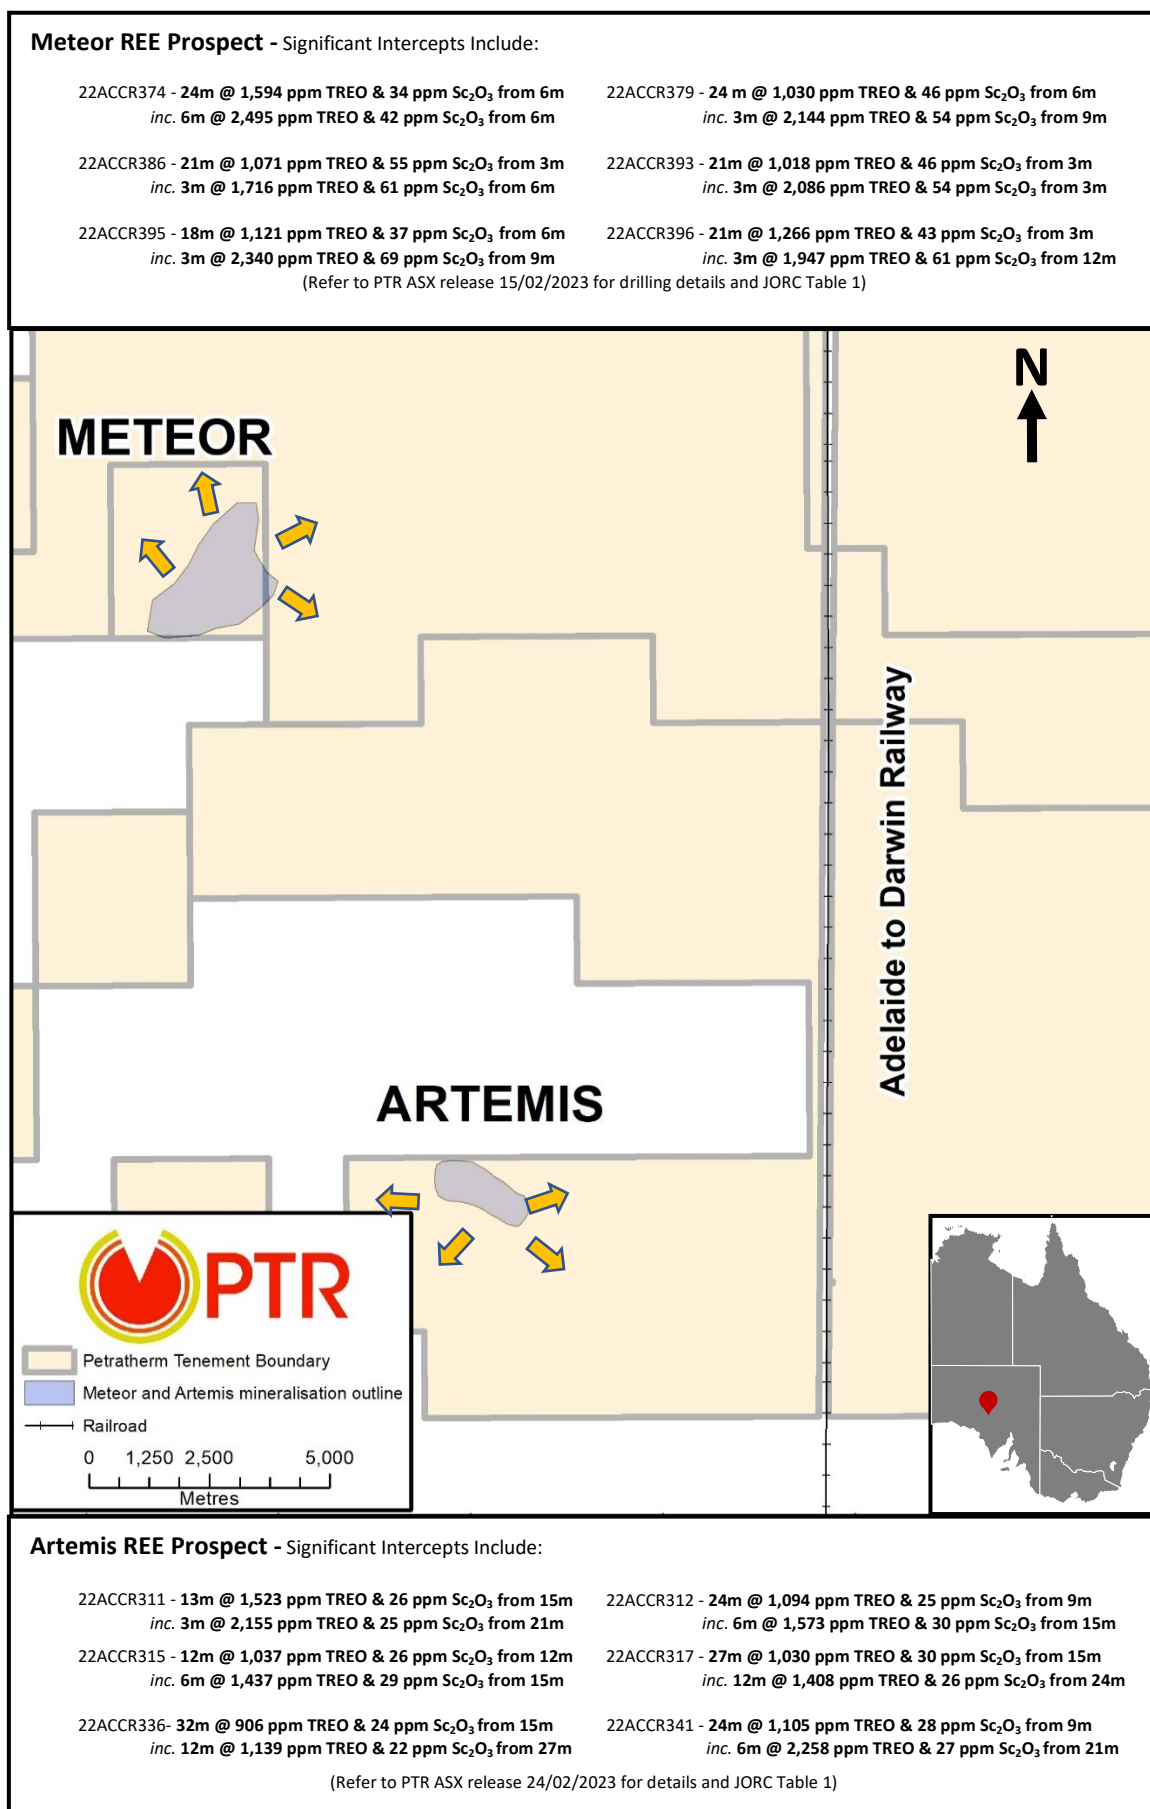 Meteor REE Prospect - Significant Intercepts Include:
22ACCR374 - 24m @ 1,594 ppm TREO & 34 ppm Sc₂O₃ from 6m
inc. 6m @ 2,495 ppm TREO & 42 ppm Sc₂O₃ from 6m
22ACCR379 - 24 m @ 1,030 ppm TREO & 46 ppm Sc₂O₃ from 6m
inc. 3m @ 2,144 ppm TREO & 54 ppm Sc₂O₃ from 9m
22ACCR386 - 21m @ 1,071 ppm TREO & 55 ppm Sc₂O₃ from 3m
inc. 3m @ 1,716 ppm TREO & 61 ppm Sc₂O₃ from 6m
22ACCR393 - 21m @ 1,018 ppm TREO & 46 ppm Sc₂O₃ from 3m
inc. 3m @ 2,086 ppm TREO & 54 ppm Sc₂O₃ from 3m
22ACCR395 - 18m @ 1,121 ppm TREO & 37 ppm Sc₂O₃ from 6m
inc. 3m @ 2,340 ppm TREO & 69 ppm Sc₂O₃ from 9m
22ACCR396 - 21m @ 1,266 ppm TREO & 43 ppm Sc₂O₃ from 3m
inc. 3m @ 1,947 ppm TREO & 61 ppm Sc₂O₃ from 12m
(Refer to PTR ASX release 15/02/2023 for drilling details and JORC Table 1)
N
METEOR
Adelaide to Darwin Railway
ARTEMIS
PTR
Petratherm Tenement Boundary
Meteor and Artemis mineralisation outline
Railroad
0 1,250 2,500 5,000
Metres
Artemis REE Prospect - Significant Intercepts Include:
22ACCR311 - 13m @ 1,523 ppm TREO & 26 ppm Sc₂O₃ from 15m
inc. 3m @ 2,155 ppm TREO & 25 ppm Sc₂O₃ from 21m
22ACCR312 - 24m @ 1,094 ppm TREO & 25 ppm Sc₂O₃ from 9m
inc. 6m @ 1,573 ppm TREO & 30 ppm Sc₂O₃ from 15m
22ACCR315 - 12m @ 1,037 ppm TREO & 26 ppm Sc₂O₃ from 12m
inc. 6m @ 1,437 ppm TREO & 29 ppm Sc₂O₃ from 15m
22ACCR317 - 27m @ 1,030 ppm TREO & 30 ppm Sc₂O₃ from 15m
inc. 12m @ 1,408 ppm TREO & 26 ppm Sc₂O₃ from 24m
22ACCR336- 32m @ 906 ppm TREO & 24 ppm Sc₂O₃ from 15m
inc. 12m @ 1,139 ppm TREO & 22 ppm Sc₂O₃ from 27m
22ACCR341 - 24m @ 1,105 ppm TREO & 28 ppm Sc₂O₃ from 9m
inc. 6m @ 2,258 ppm TREO & 27 ppm Sc₂O₃ from 21m
(Refer to PTR ASX release 24/02/2023 for details and JORC Table 1)